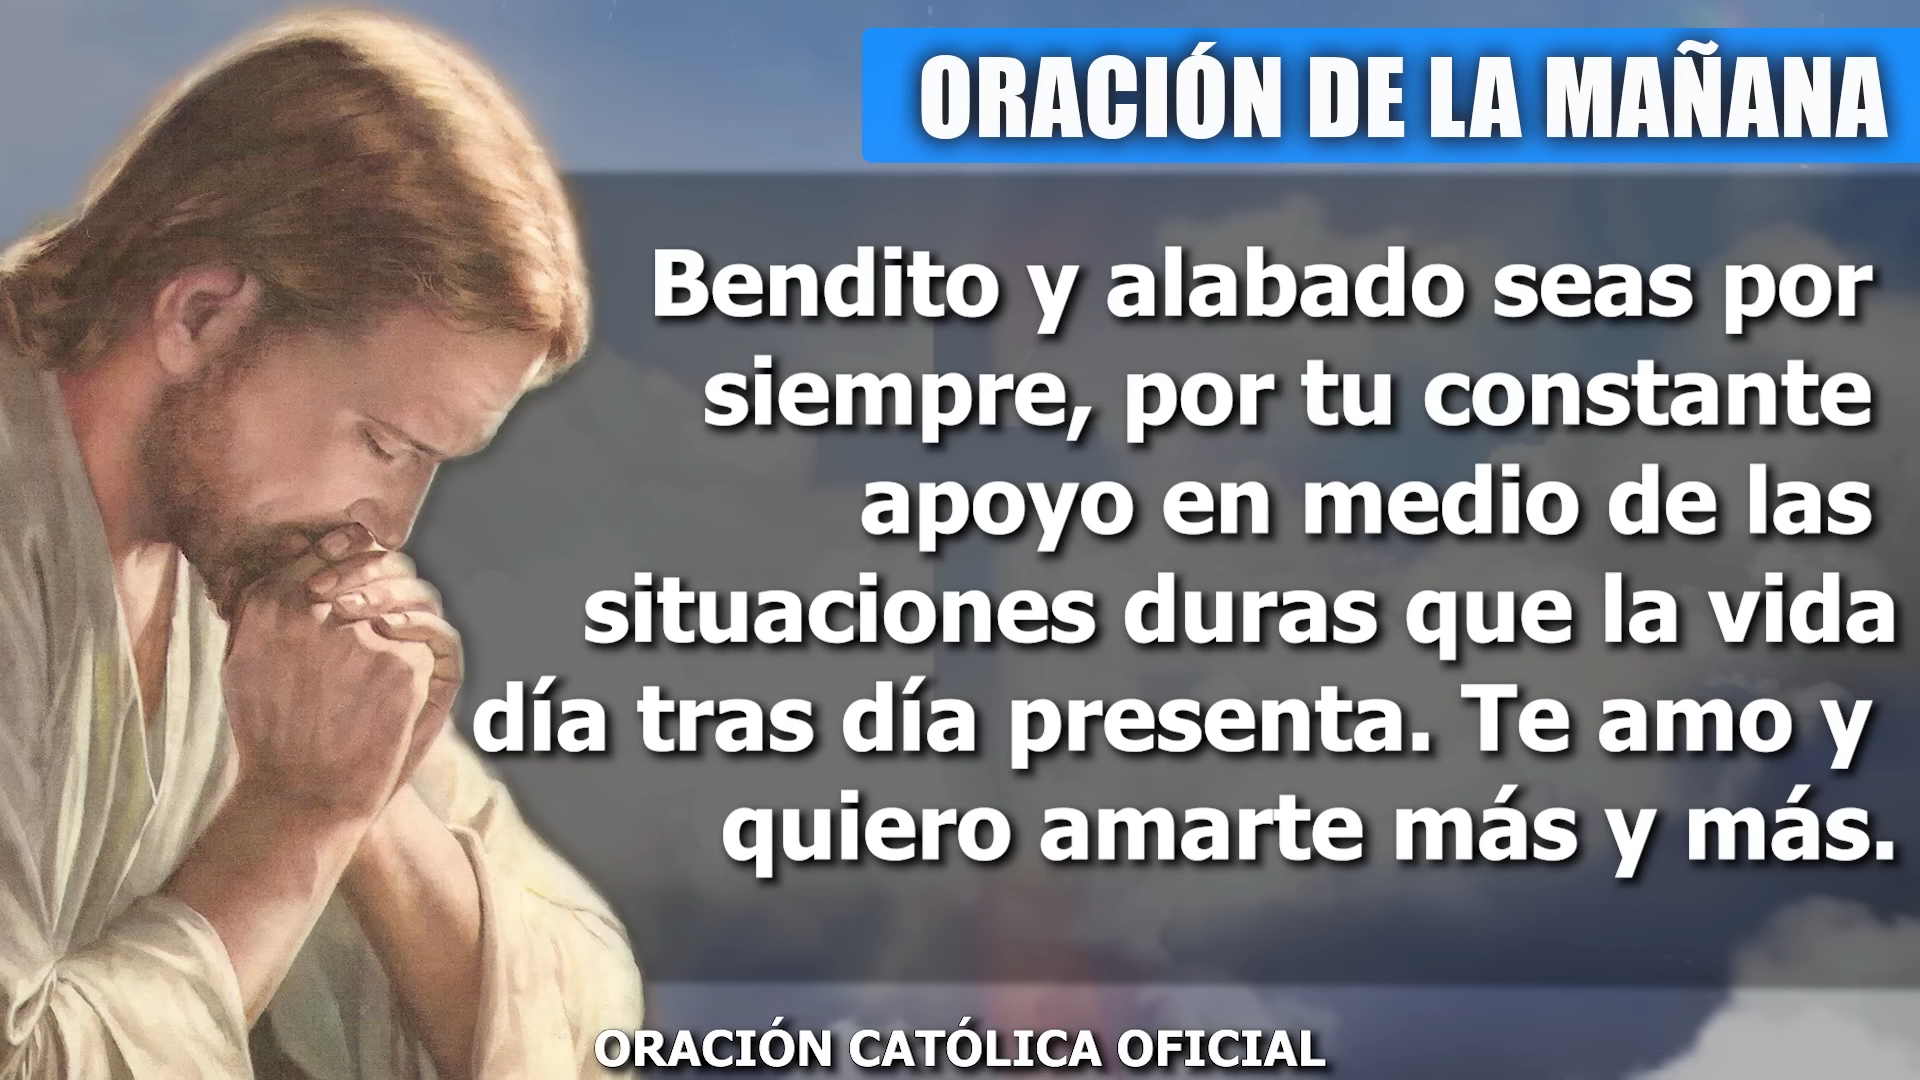 ORACIÓN DE LA MAÑANA
Bendito y alabado seas por
siempre, por tu constante
apoyo en medio de las
situaciones duras que la vida
día tras día presenta. Te amo y
quiero amarte más y más.
ORACIÓN CATÓLICA OFICIAL